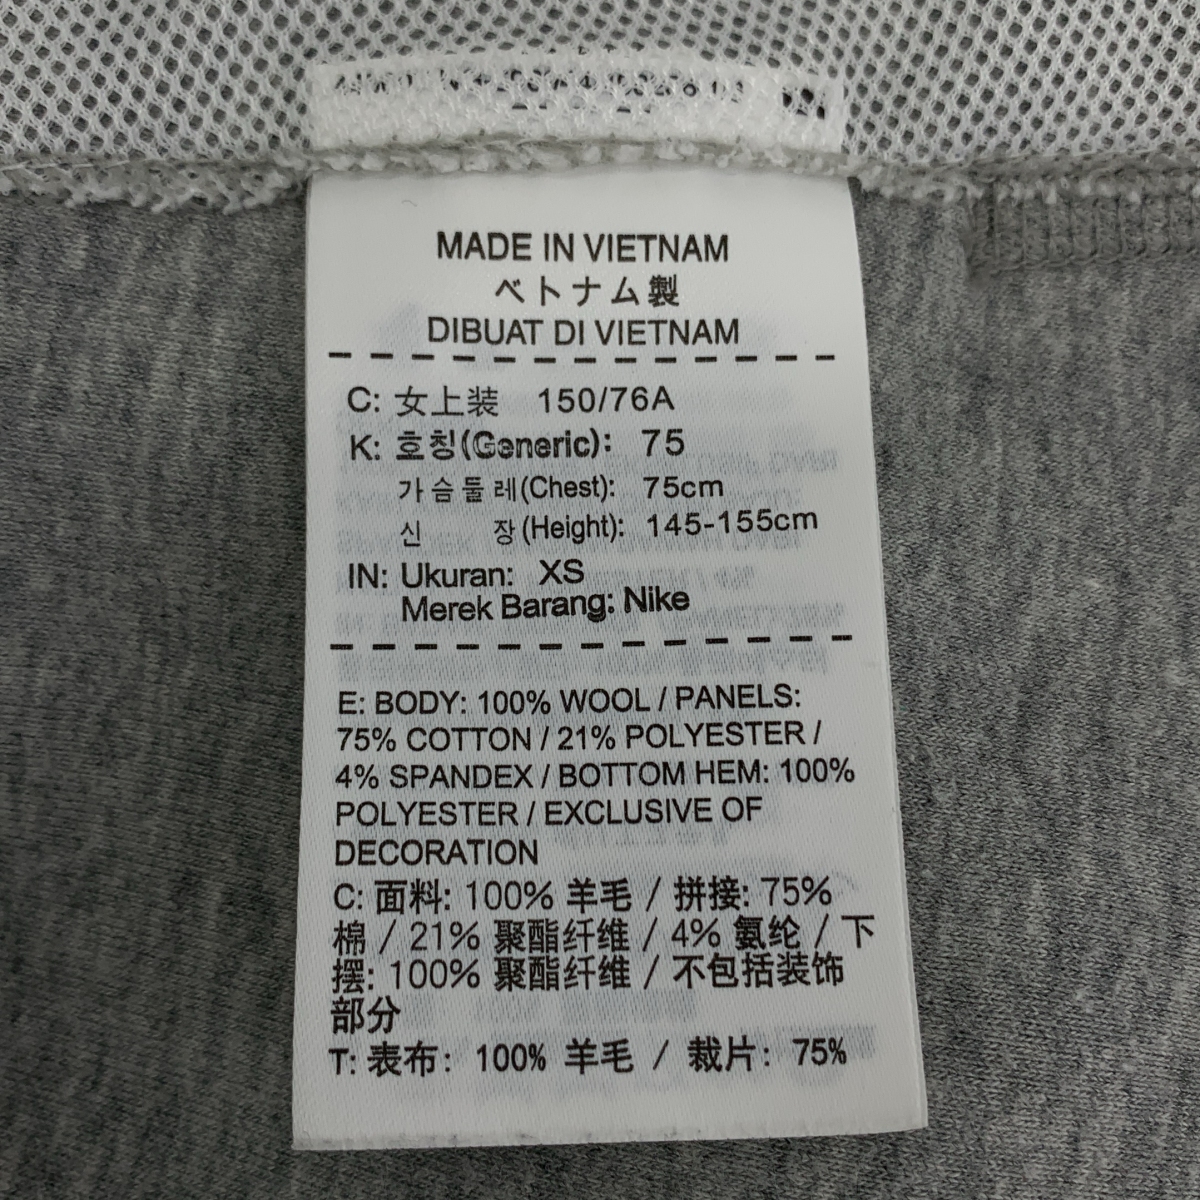 MADE IN VIETNAM
ベトナム製
DIBUAT DI VIETNAM
C: 女上装 150/76A
K: 호칭(Generic): 75
가슴둘레(Chest): 75cm
신 장(Height): 145-155cm
IN: Ukuran: XS
Merek Barang: Nike
E: BODY: 100% WOOL / PANELS:
75% COTTON / 21% POLYESTER /
4% SPANDEX / BOTTOM HEM: 100%
POLYESTER / EXCLUSIVE OF
DECORATION
C: 面料: 100% 羊毛 / 拼接: 75%
棉 / 21% 聚酯纤维 / 4% 氨纶 / 下
摆: 100% 聚酯纤维 / 不包括装饰
部分
T: 表布: 100% 羊毛 / 裁片: 75%